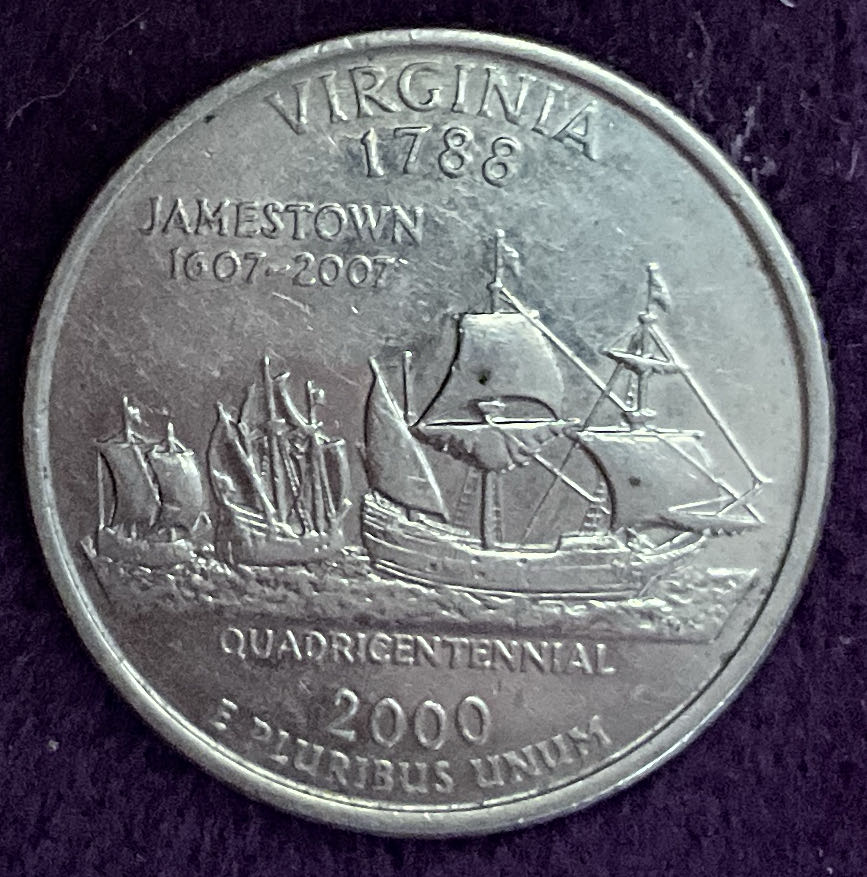 VIRGINIA
1788
JAMESTOWN
1607-2007
QUADRICENTENNIAL
2000
E PLURIBUS UNUM